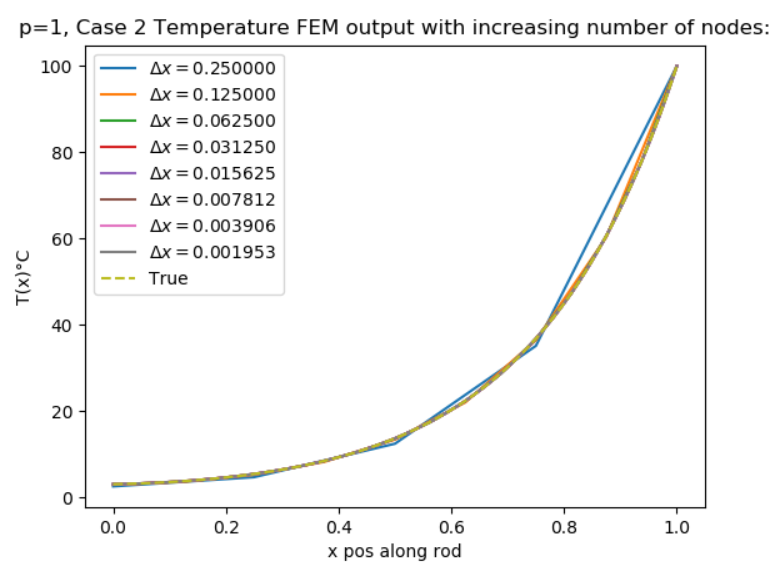 p=1, Case 2 Temperature FEM output with increasing number of nodes:
100
80
60
40
20
0
T(x)°C
Δx = 0.250000
Δx = 0.125000
Δx = 0.062500
Δx = 0.031250
Δx = 0.015625
Δx = 0.007812
Δx = 0.003906
Δx = 0.001953
True
0.0 0.2 0.4 0.6 0.8 1.0
x pos along rod